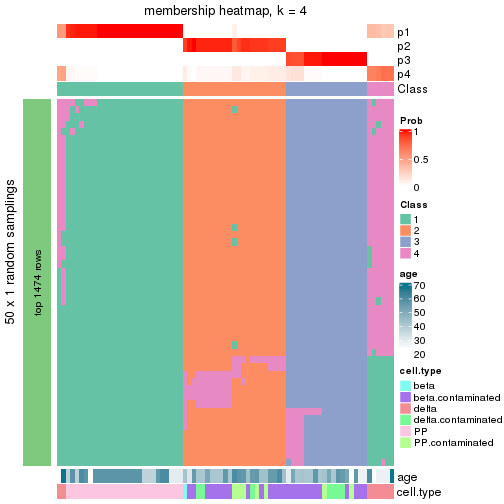 membership heatmap, k = 4
p1
p2
p3
p4
Class
50 x 1 random samplings
top 1474 rows
Prob
1
0.5
0
Class
1
2
3
4
age
70
60
50
40
30
20
cell.type
beta
beta.contaminated
delta
delta.contaminated
PP
PP.contaminated
age
cell.type